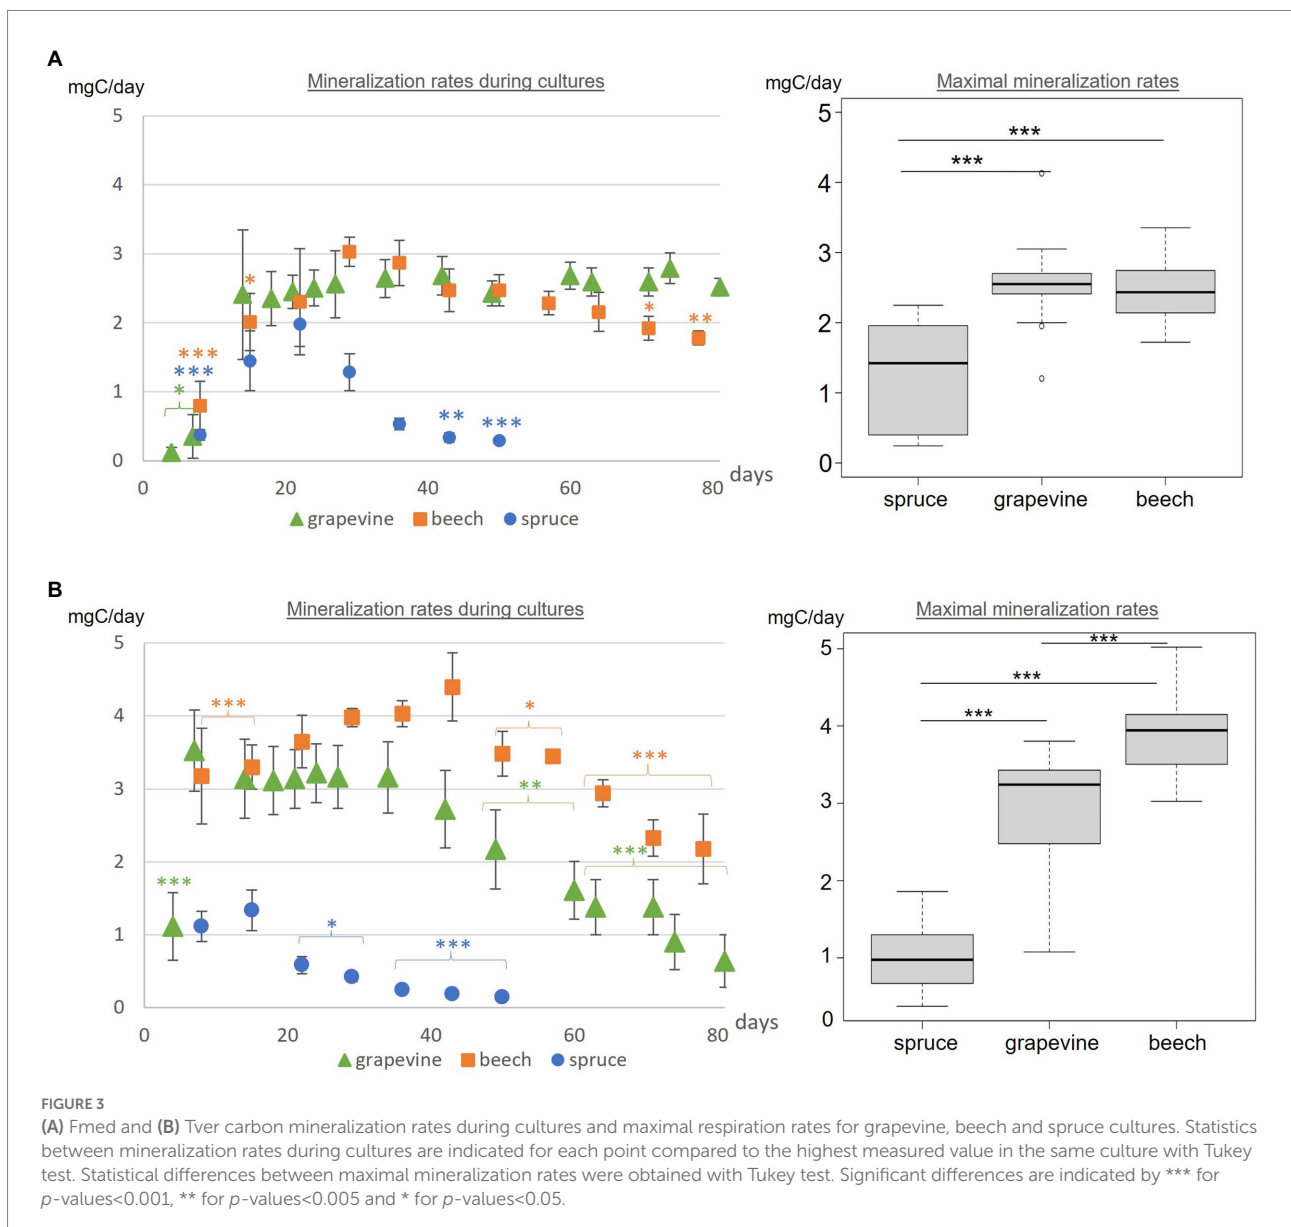 A
mgC/day
Mineralization rates during cultures
5
4
3
2
1
0
*
***
***
*
**
***
*
**
0
20
40
60
80
days
grapevine
beech
spruce
mgC/day
Maximal mineralization rates
5
4
3
2
1
0
***
***
spruce
grapevine
beech
B
mgC/day
Mineralization rates during cultures
5
4
3
2
1
0
***
*
***
**
***
***
*
***
0
20
40
60
80
days
grapevine
beech
spruce
mgC/day
Maximal mineralization rates
5
4
3
2
1
0
***
***
***
spruce
grapevine
beech
FIGURE 3
(A) Fmed and (B) Tver carbon mineralization rates during cultures and maximal respiration rates for grapevine, beech and spruce cultures. Statistics
between mineralization rates during cultures are indicated for each point compared to the highest measured value in the same culture with Tukey
test. Statistical differences between maximal mineralization rates were obtained with Tukey test. Significant differences are indicated by *** for
p-values<0.001, ** for p-values<0.005 and * for p-values<0.05.